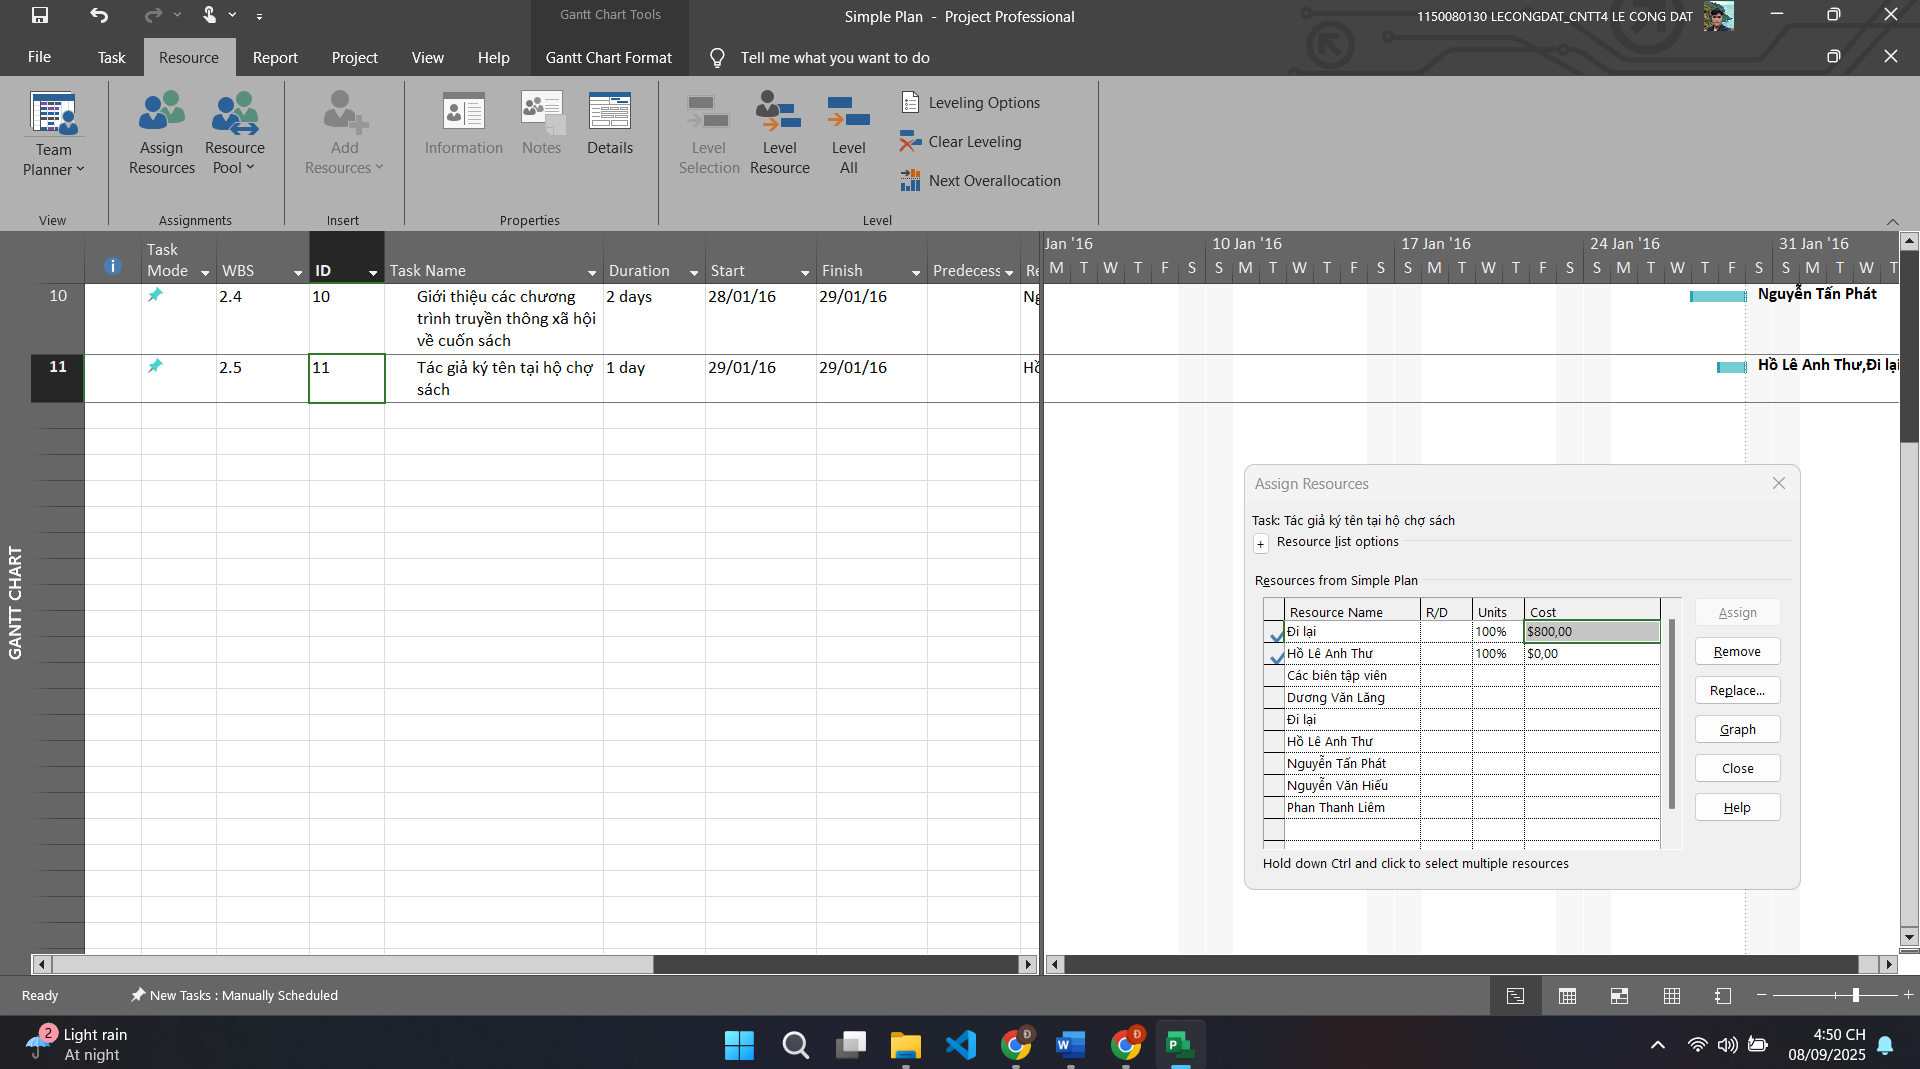 Gantt Chart Tools
Simple Plan - Project Professional
1150080130 LECONGDAT_CNTT4 LE CONG DAT
File
Task
Resource
Report
Project
View
Help
Gantt Chart Format
Tell me what you want to do
Team Planner
Assign Resources
Resource Pool
Add Resources
Information
Notes
Details
Level Selection
Level Resource
Level All
Leveling Options
Clear Leveling
Next Overallocation
View
Assignments
Insert
Properties
Level
Task Mode
WBS
ID
Task Name
Duration
Start
Finish
Predecess
Re
Jan '16
10 Jan '16
17 Jan '16
24 Jan '16
31 Jan '16
M T W T F S S M T W T F S S M T W T F S S M T W T F S S M T W T
10
2.4
10
Giới thiệu các chương
trình truyền thông xã hội
về cuốn sách
2 days
28/01/16
29/01/16
Ng
Nguyễn Tấn Phát
11
2.5
11
Tác giả ký tên tại hộ chợ
sách
1 day
29/01/16
29/01/16
Hồ
Hồ Lê Anh Thư,Đi lại
GANTT CHART
Assign Resources
Task: Tác giả ký tên tại hộ chợ sách
+ Resource list options
Resources from Simple Plan
Resource Name R/D Units Cost
Đi lại 100% $800,00
Hồ Lê Anh Thư 100% $0,00
Các biên tập viên
Dương Văn Lăng
Đi lại
Hồ Lê Anh Thư
Nguyễn Tấn Phát
Nguyễn Văn Hiếu
Phan Thanh Liêm
Assign
Remove
Replace...
Graph
Close
Help
Hold down Ctrl and click to select multiple resources
Ready
New Tasks : Manually Scheduled
2
Light rain
At night
4:50 CH
08/09/2025